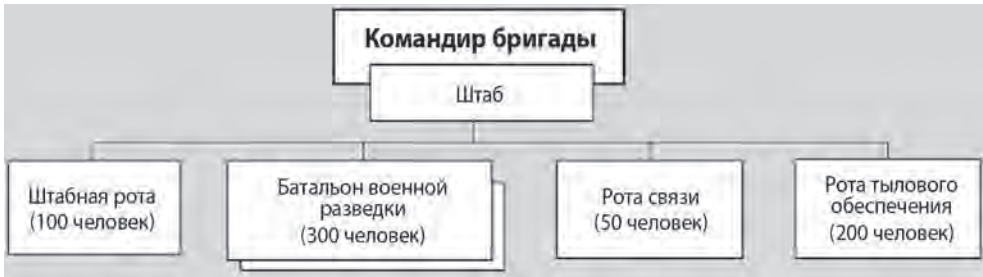 Командир бригады
Штаб
Штабная рота
(100 человек)
Батальон военной
разведки
(300 человек)
Рота связи
(50 человек)
Рота тылового
обеспечения
(200 человек)